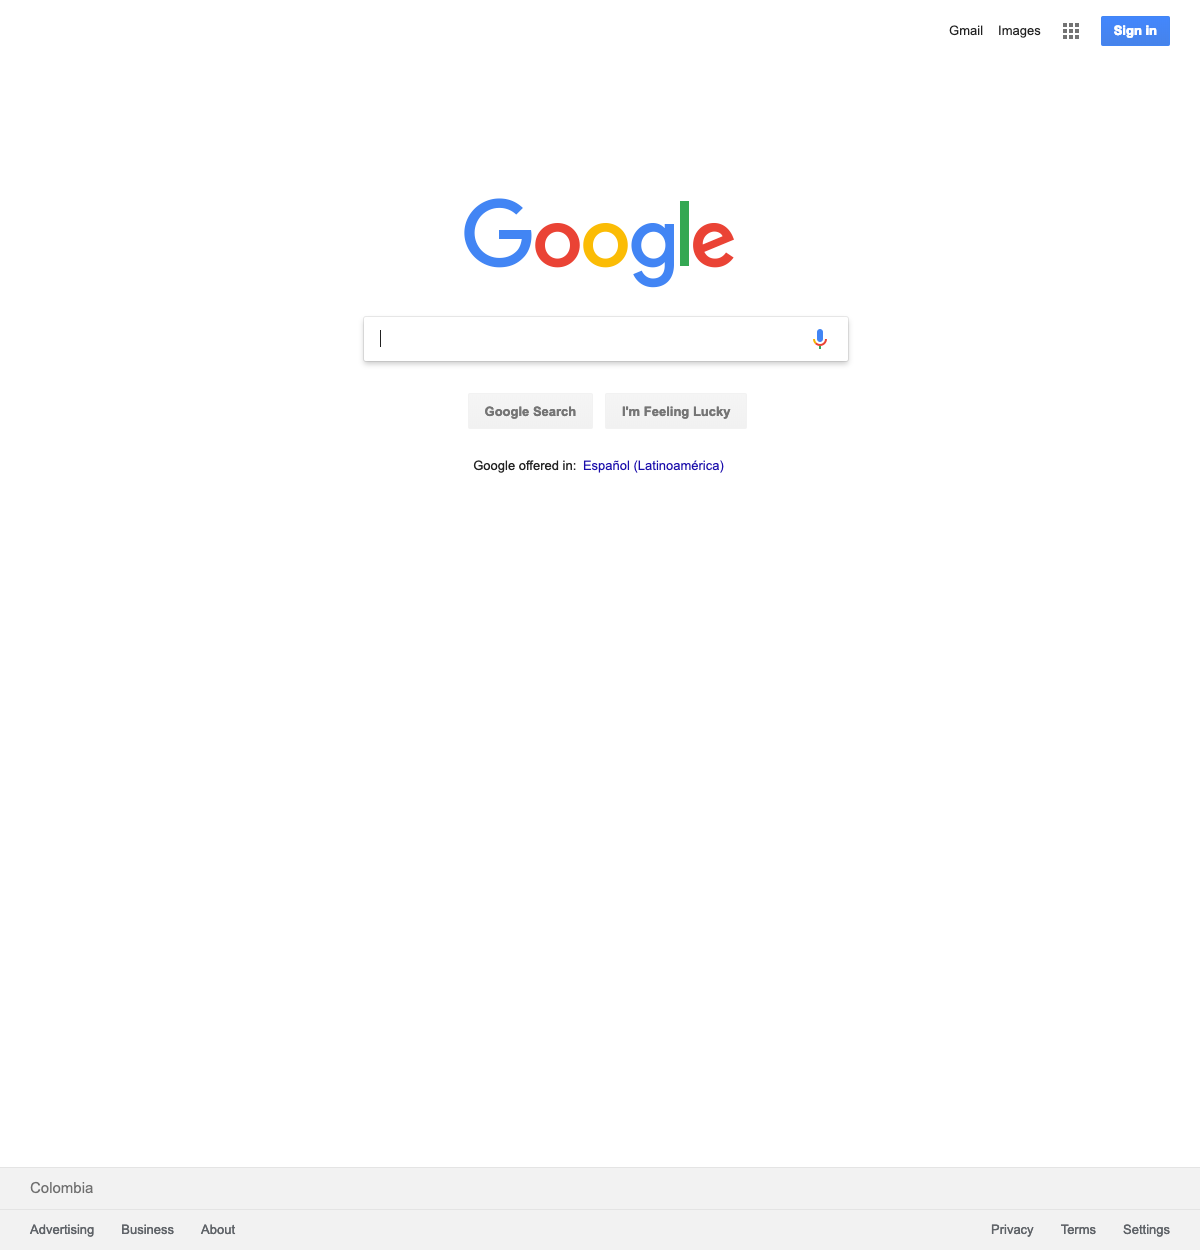 Gmail Images Sign in
Google
Google Search I'm Feeling Lucky
Google offered in: Español (Latinoamérica)
Colombia
Advertising Business About Privacy Terms Settings